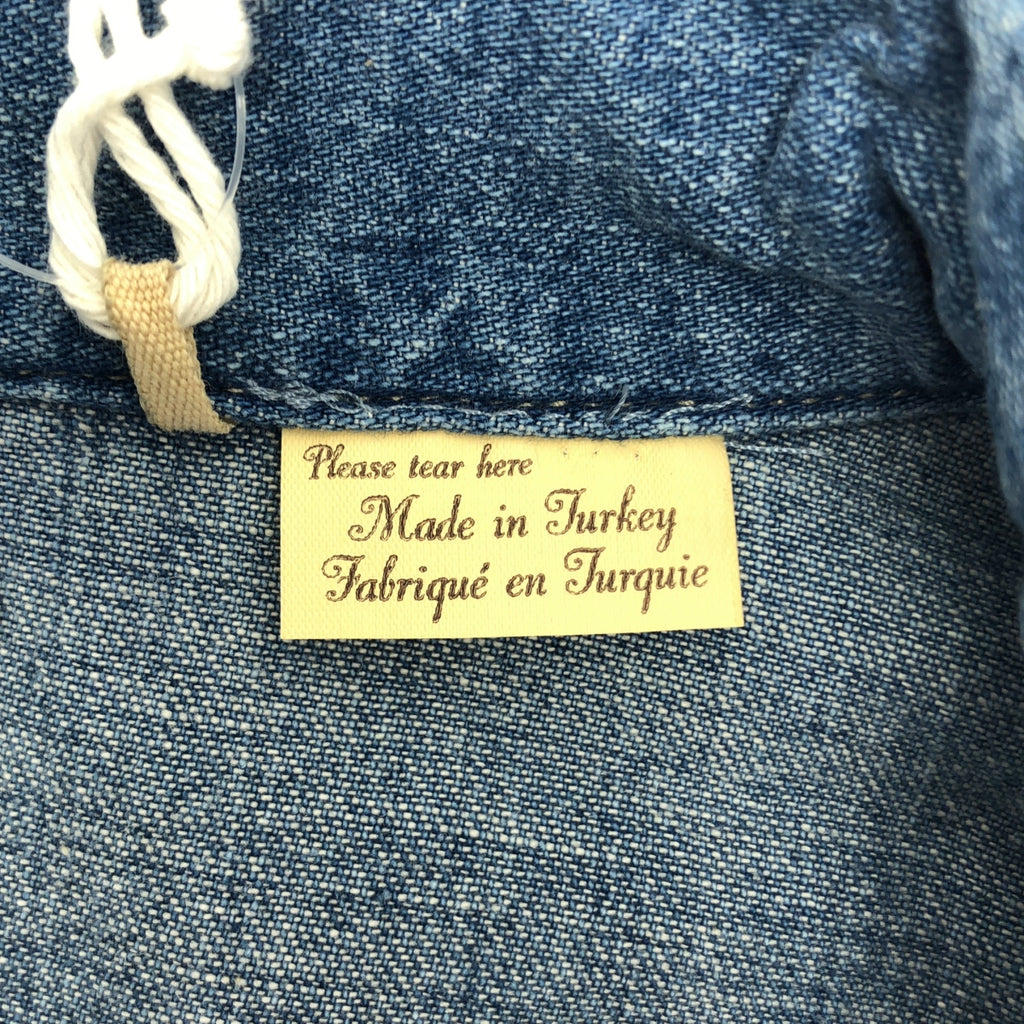 Please tear here
Made in Turkey
Fabriqué en Turquie